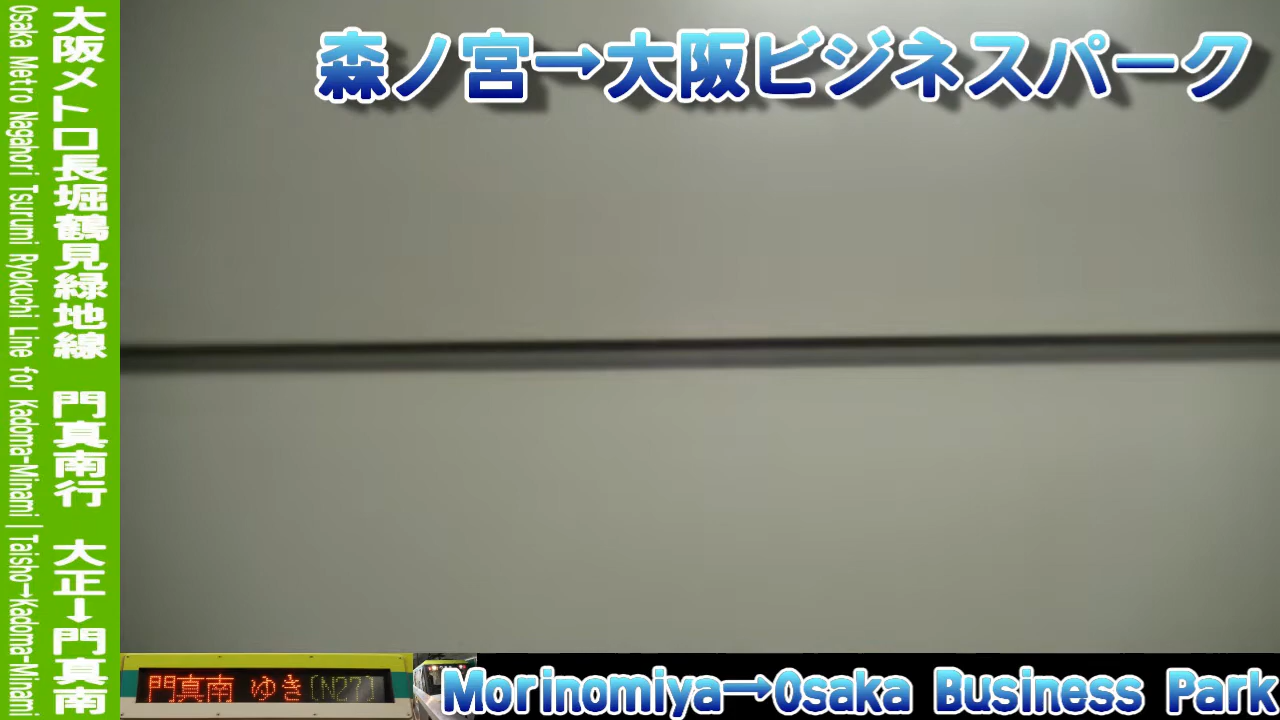 大阪メトロ長堀鶴見緑地線 門真南行 大正→門真南
Osaka Metro Nagahori Tsurumi Ryokuchi Line for Kadoma-Minami | Taisho→Kadoma-Minami
森ノ宮→大阪ビジネスパーク
門真南 ゆき(N27)
Morinomiya→Osaka Business Park